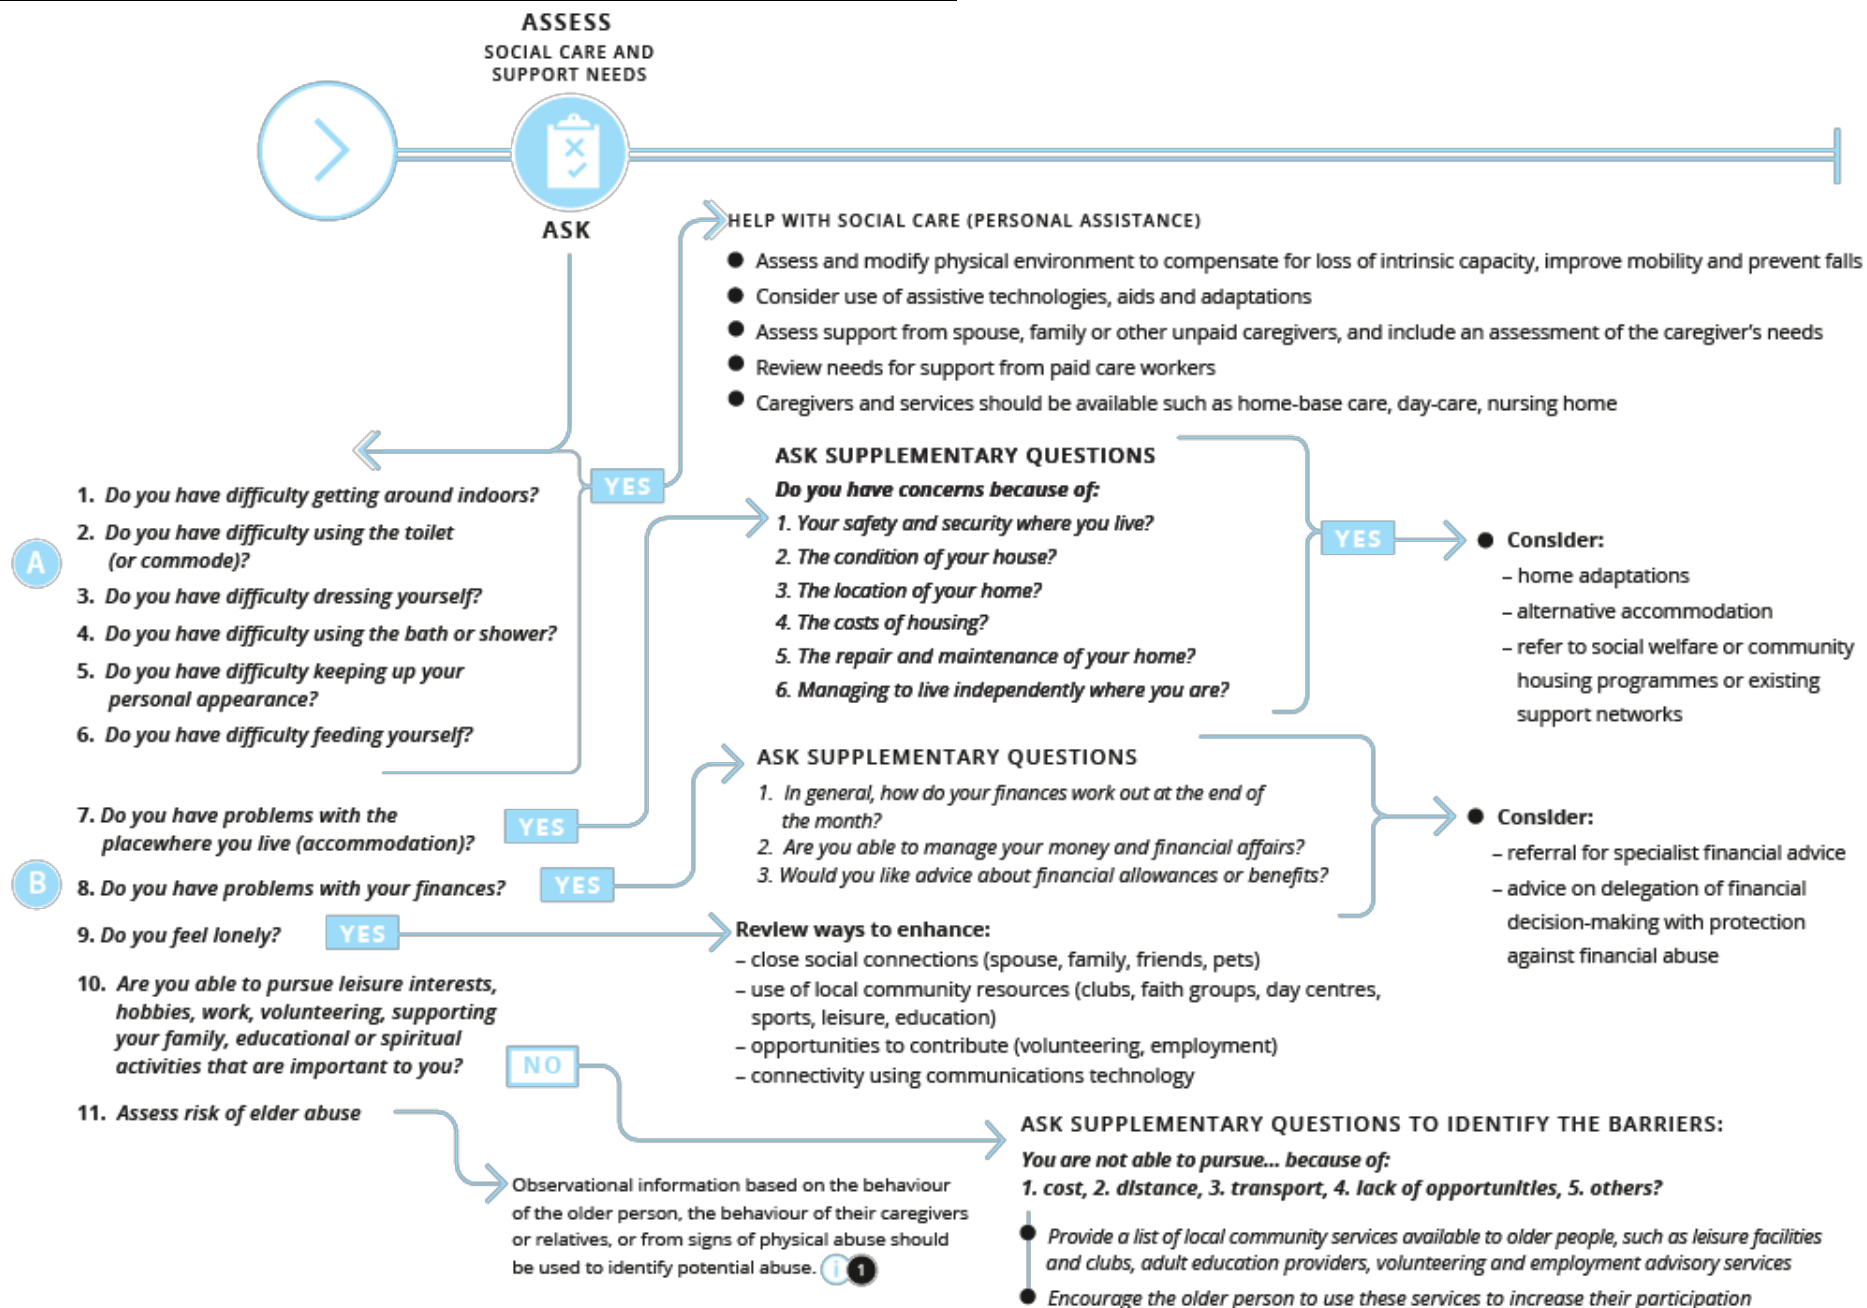 ASSESS
SOCIAL CARE AND
SUPPORT NEEDS
ASK
HELP WITH SOCIAL CARE (PERSONAL ASSISTANCE)
● Assess and modify physical environment to compensate for loss of intrinsic capacity, improve mobility and prevent falls
● Consider use of assistive technologies, aids and adaptations
● Assess support from spouse, family or other unpaid caregivers, and include an assessment of the caregiver's needs
● Review needs for support from paid care workers
● Caregivers and services should be available such as home-base care, day-care, nursing home
A
1. Do you have difficulty getting around indoors?
2. Do you have difficulty using the toilet
(or commode)?
3. Do you have difficulty dressing yourself?
4. Do you have difficulty using the bath or shower?
5. Do you have difficulty keeping up your
personal appearance?
6. Do you have difficulty feeding yourself?
YES
B
7. Do you have problems with the
placewhere you live (accommodation)?
YES
8. Do you have problems with your finances?
YES
9. Do you feel lonely?
YES
10. Are you able to pursue leisure interests,
hobbies, work, volunteering, supporting
your family, educational or spiritual
activities that are important to you?
NO
11. Assess risk of elder abuse
ASK SUPPLEMENTARY QUESTIONS
Do you have concerns because of:
1. Your safety and security where you live?
2. The condition of your house?
3. The location of your home?
4. The costs of housing?
5. The repair and maintenance of your home?
6. Managing to live independently where you are?
YES
● Consider:
– home adaptations
– alternative accommodation
– refer to social welfare or community
housing programmes or existing
support networks
ASK SUPPLEMENTARY QUESTIONS
1. In general, how do your finances work out at the end of
the month?
2. Are you able to manage your money and financial affairs?
3. Would you like advice about financial allowances or benefits?
● Consider:
– referral for specialist financial advice
– advice on delegation of financial
decision-making with protection
against financial abuse
Review ways to enhance:
– close social connections (spouse, family, friends, pets)
– use of local community resources (clubs, faith groups, day centres,
sports, leisure, education)
– opportunities to contribute (volunteering, employment)
– connectivity using communications technology
Observational information based on the behaviour
of the older person, the behaviour of their caregivers
or relatives, or from signs of physical abuse should
be used to identify potential abuse. i 1
ASK SUPPLEMENTARY QUESTIONS TO IDENTIFY THE BARRIERS:
You are not able to pursue... because of:
1. cost, 2. distance, 3. transport, 4. lack of opportunities, 5. others?
● Provide a list of local community services available to older people, such as leisure facilities
and clubs, adult education providers, volunteering and employment advisory services
● Encourage the older person to use these services to increase their participation